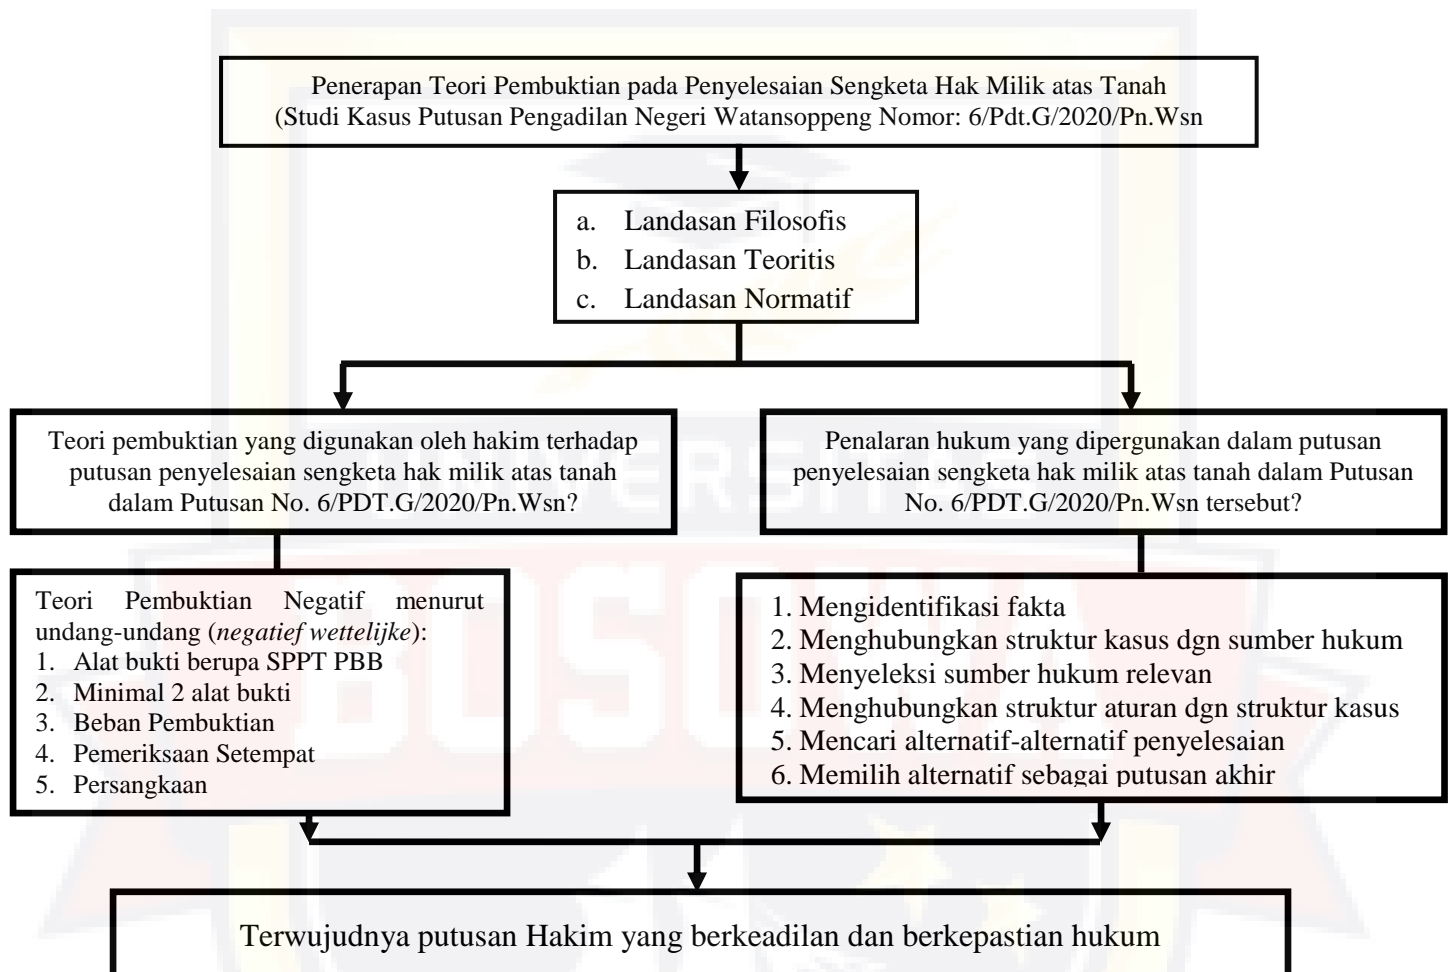 Penerapan Teori Pembuktian pada Penyelesaian Sengketa Hak Milik atas Tanah
(Studi Kasus Putusan Pengadilan Negeri Watansoppeng Nomor: 6/Pdt.G/2020/Pn.Wsn
a. Landasan Filosofis
b. Landasan Teoritis
c. Landasan Normatif
Teori pembuktian yang digunakan oleh hakim terhadap
putusan penyelesaian sengketa hak milik atas tanah
dalam Putusan No. 6/PDT.G/2020/Pn.Wsn?
Penalaran hukum yang dipergunakan dalam putusan
penyelesaian sengketa hak milik atas tanah dalam Putusan
No. 6/PDT.G/2020/Pn.Wsn tersebut?
Teori Pembuktian Negatif menurut
undang-undang (negatief wettelijke):
1. Alat bukti berupa SPPT PBB
2. Minimal 2 alat bukti
3. Beban Pembuktian
4. Pemeriksaan Setempat
5. Persangkaan
1. Mengidentifikasi fakta
2. Menghubungkan struktur kasus dgn sumber hukum
3. Menyeleksi sumber hukum relevan
4. Menghubungkan struktur aturan dgn struktur kasus
5. Mencari alternatif-alternatif penyelesaian
6. Memilih alternatif sebagai putusan akhir
Terwujudnya putusan Hakim yang berkeadilan dan berkepastian hukum
UNIVERSITAS
BOSOWA